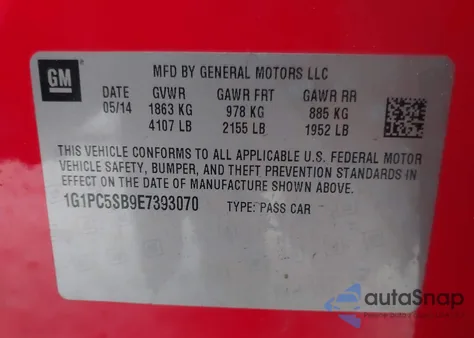 GM
MFD BY GENERAL MOTORS LLC
DATE GVWR GAWR FRT GAWR RR
05/14 1863 KG 978 KG 885 KG
4107 LB 2155 LB 1952 LB
THIS VEHICLE CONFORMS TO ALL APPLICABLE U.S. FEDERAL MOTOR
VEHICLE SAFETY, BUMPER, AND THEFT PREVENTION STANDARDS IN
EFFECT ON THE DATE OF MANUFACTURE SHOWN ABOVE.
1G1PC5SB9E7393070 TYPE: PASS CAR
autaSnap